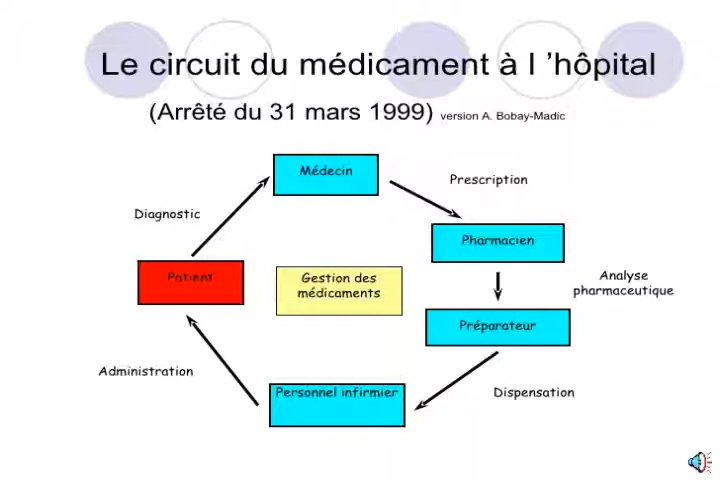 Le circuit du médicament à l ’hôpital
(Arrêté du 31 mars 1999) version A. Bobay-Madic
Médecin
Prescription
Diagnostic
Pharmacien
Patient
Gestion des
médicaments
Analyse
pharmaceutique
Préparateur
Administration
Personnel infirmier
Dispensation